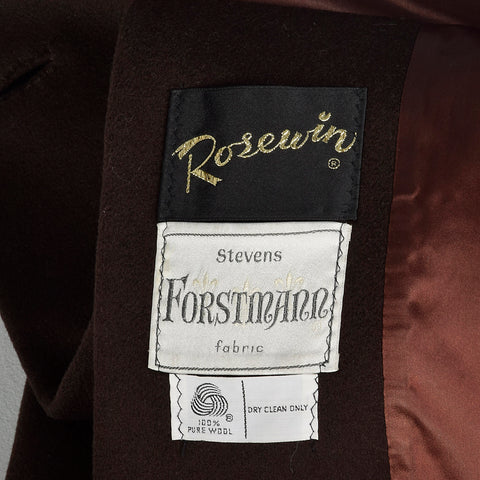 Rosewin ®
Stevens
FORSTMANN
fabric
DRY CLEAN ONLY
®
100%
PURE WOOL